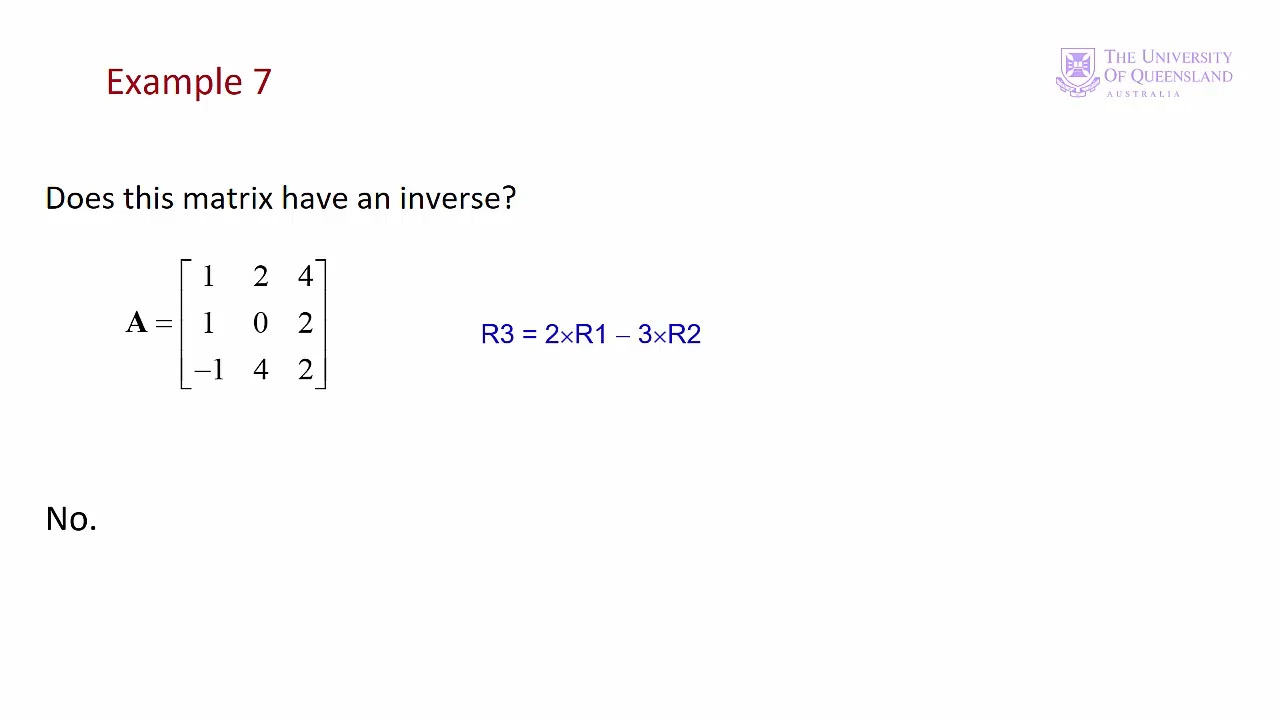 Example 7
THE UNIVERSITY
OF QUEENSLAND
AUSTRALIA
Does this matrix have an inverse?
A = [ 1 2 4
1 0 2
–1 4 2 ]
R3 = 2×R1 – 3×R2
No.